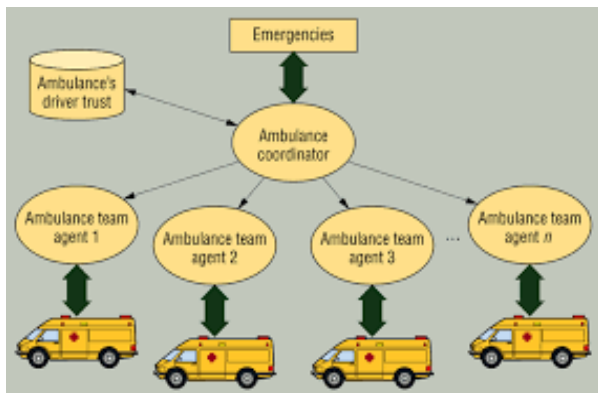 Emergencies
Ambulance's
driver trust
Ambulance
coordinator
Ambulance team
agent 1
Ambulance team
agent 2
Ambulance team
agent 3
...
Ambulance team
agent n